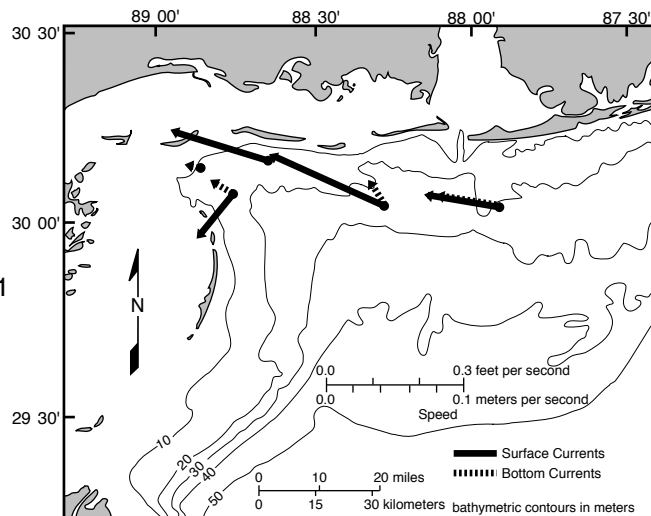 89 00' 88 30' 88 00' 87 30'
30 30'
30 00'
1
N
29 30'
0.0 0.3 feet per second
0.0 0.1 meters per second
Speed
10
20
30
40
50
Surface Currents
Bottom Currents
0 10 20 miles
0 15 30 kilometers
bathymetric contours in meters